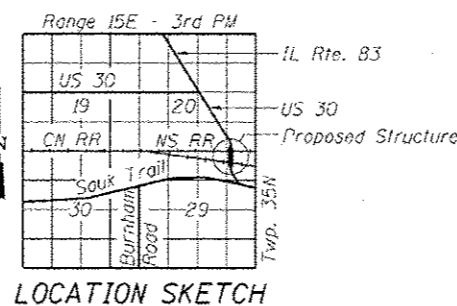 Range 15E - 3rd PM
IL Rte. 83
US 30
19
20
US 30
Proposed Structure
CN RR
NS RR
Sauk Trail
30
29
Burnham Road
Twp. 35N
LOCATION SKETCH